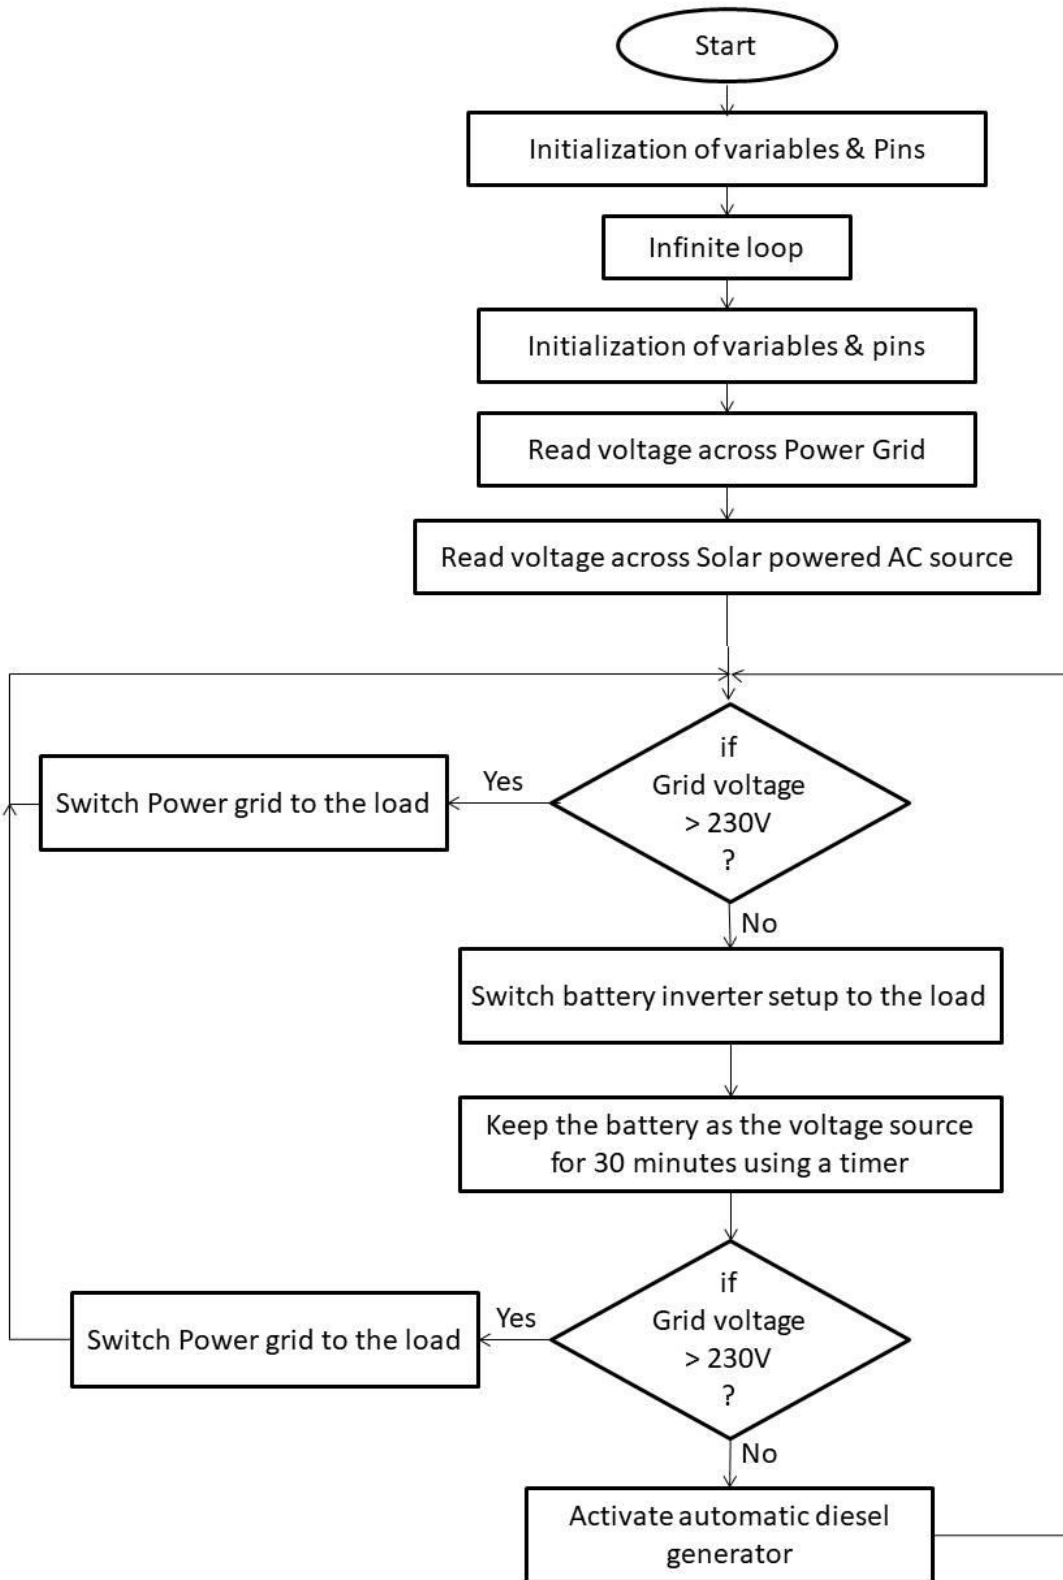 Start
Initialization of variables & Pins
Infinite loop
Initialization of variables & pins
Read voltage across Power Grid
Read voltage across Solar powered AC source
if
Grid voltage
> 230V
?
Yes
Switch Power grid to the load
No
Switch battery inverter setup to the load
Keep the battery as the voltage source
for 30 minutes using a timer
if
Grid voltage
> 230V
?
Yes
Switch Power grid to the load
No
Activate automatic diesel
generator